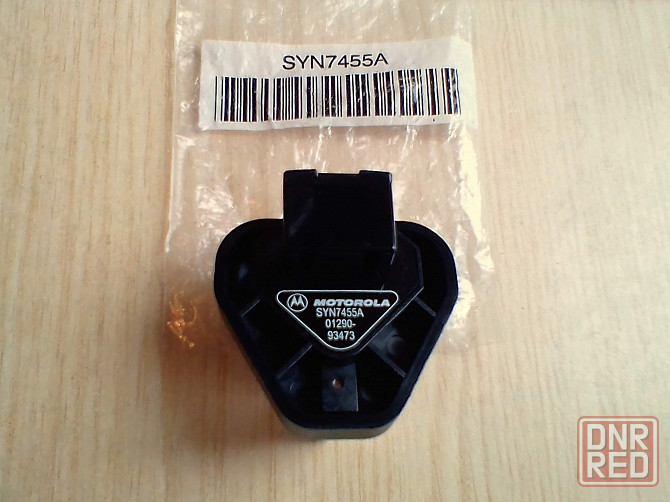 SYN7455A
MOTOROLA
SYN7455A
01290-
93473
DNR
RED